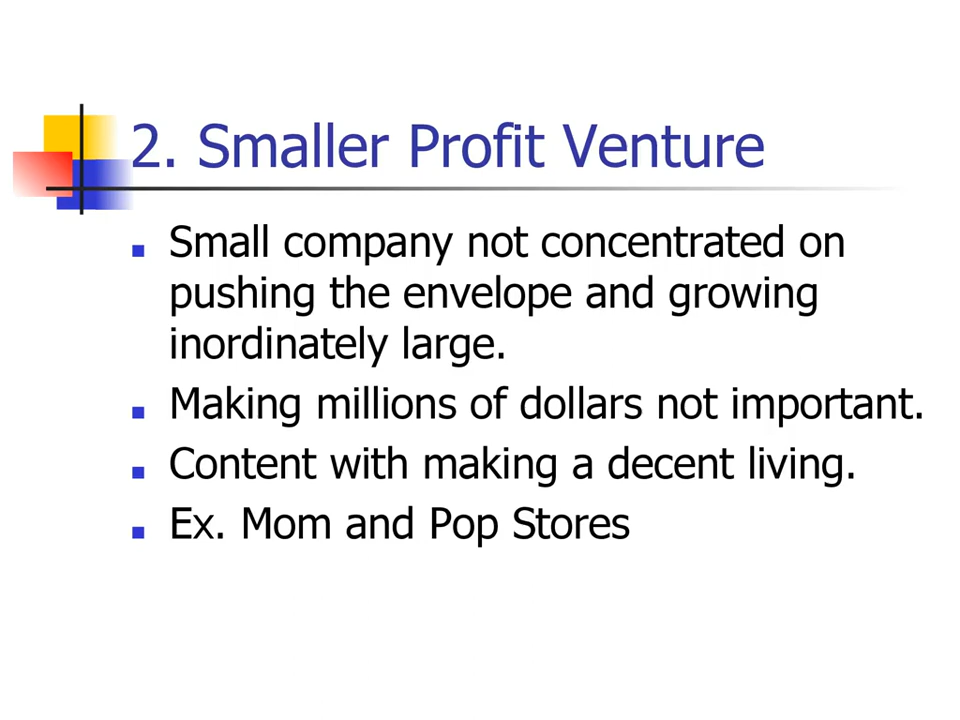 2. Smaller Profit Venture
Small company not concentrated on
pushing the envelope and growing
inordinately large.
Making millions of dollars not important.
Content with making a decent living.
Ex. Mom and Pop Stores